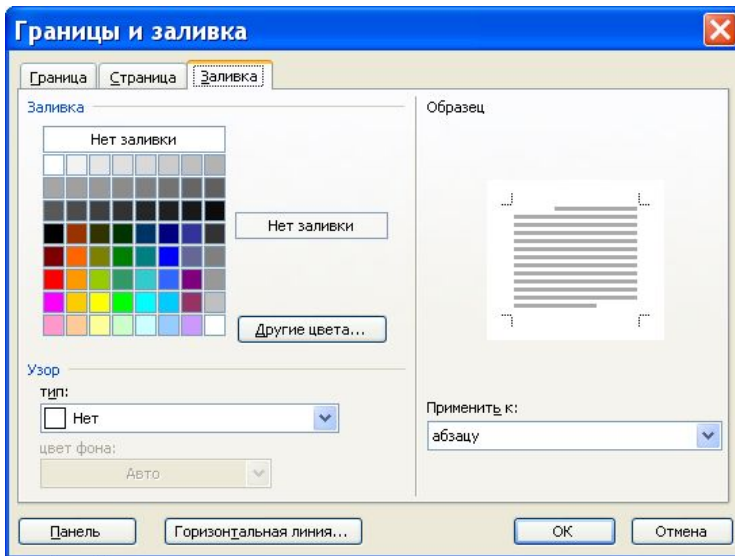 Границы и заливка
Граница Страница Заливка
Заливка
Нет заливки
Нет заливки
Другие цвета...
Узор
тип:
Нет
цвет фона:
Авто
Образец
Применить к:
абзацу
Панель Горизонтальная линия... ОК Отмена